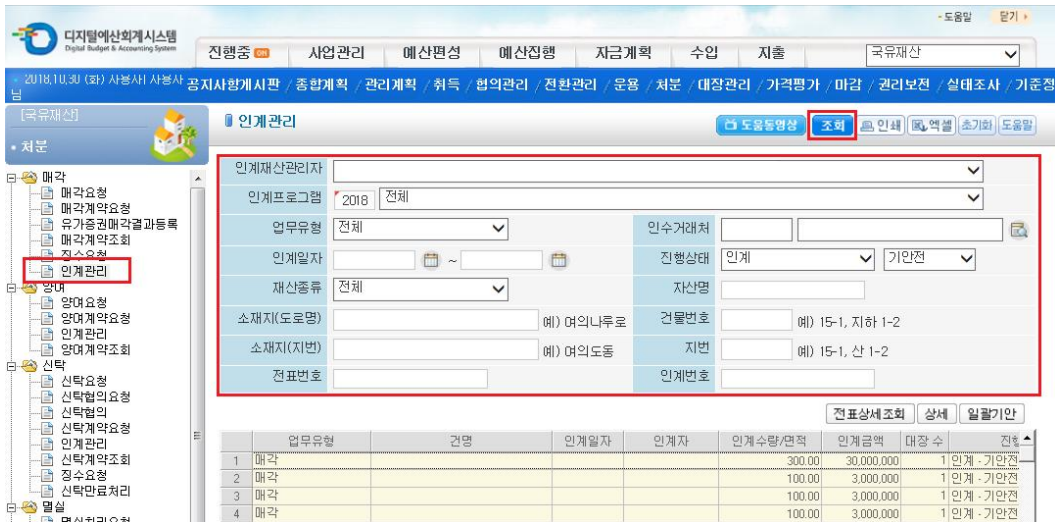 - 도움말 닫기
디지털예산회계시스템
Digital Budget & Accounting System
진행중 ON 사업관리 예산편성 예산집행 자금계획 수입 지출 국유재산
2018.10.30 (화) 사용자1 사용자님
공지사항게시판 / 종합계획 / 관리계획 / 취득 / 협의관리 / 전환관리 / 운용 / 처분 / 대장관리 / 가격평가 / 마감 / 권리보전 / 실태조사 / 기준정
[국유재산]
• 처분
인계관리
도움동영상 조회 인쇄 엑셀 초기화 도움말
매각
매각요청
매각계약요청
유가증권매각결과등록
매각계약조회
징수요청
인계관리
양여
양여요청
양여계약요청
인계관리
양여계약조회
신탁
신탁요청
신탁협의요청
신탁협의
신탁계약요청
인계관리
신탁계약조회
징수요청
신탁만료처리
멸실
멸실처리요청
인계재산관리자
인계프로그램 2018 전체
업무유형 전체 인수거래처
인계일자 ~ 진행상태 인계 기안전
재산종류 전체 자산명
소재지(도로명) 예) 여의나루로 건물번호 예) 15-1, 지하 1-2
소재지(지번) 예) 여의도동 지번 예) 15-1, 산 1-2
전표번호 인계번호
전표상세조회 상세 일괄기안
업무유형 건명 인계일자 인계자 인계수량/면적 인계금액 대장 수 진행
1 매각 300.00 30,000,000 1 인계 - 기안전
2 매각 100.00 3,000,000 1 인계 - 기안전
3 매각 100.00 3,000,000 1 인계 - 기안전
4 매각 100.00 3,000,000 1 인계 - 기안전